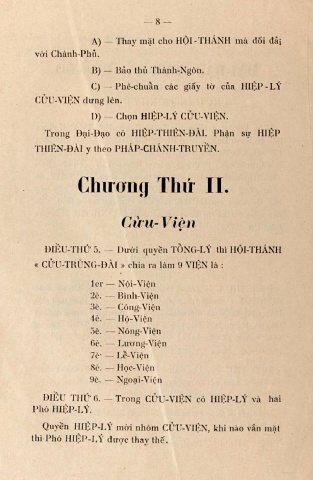 — 8 —
A) — Thay mặt cho HỘI-THÁNH mà đối đải
với Chánh-Phủ.
B) — Bảo thủ Thánh-Ngôn.
C) — Phê-chuẩn các giấy tờ của HIỆP-LÝ
CỬU-VIỆN dưng lên.
D) — Chọn HIỆP-LÝ CỬU-VIỆN.
Trong Đại-Đạo có HIỆP-THIÊN-ĐÀI. Phận sự HIỆP
THIÊN-ĐÀI y theo PHÁP-CHÁNH-TRUYỀN.
Chương Thứ II.
Cửu-Viện
ĐIỀU-THỨ 5. — Dưới quyền TỔNG-LÝ thì HỘI-THÁNH
« CỬU-TRÙNG-ĐÀI » chia ra làm 9 VIỆN là :
1er — Nội-Viện
2è. — Bình-Viện
3è. — Công-Viện
4è. — Hộ-Viện
5è. — Nông-Viện
6è. — Lương-Viện
7è — Lễ-Viện
8è. — Học-Viện
9è. — Ngoại-Viện
ĐIỀU THỨ 6. — Trong CỬU-VIỆN có HIỆP-LÝ và hai
Phó HIỆP-LÝ.
Quyền HIỆP-LÝ mời nhóm CỬU-VIỆN, khi nào vắn mặt
thì Phó HIỆP-LÝ được thay thế.